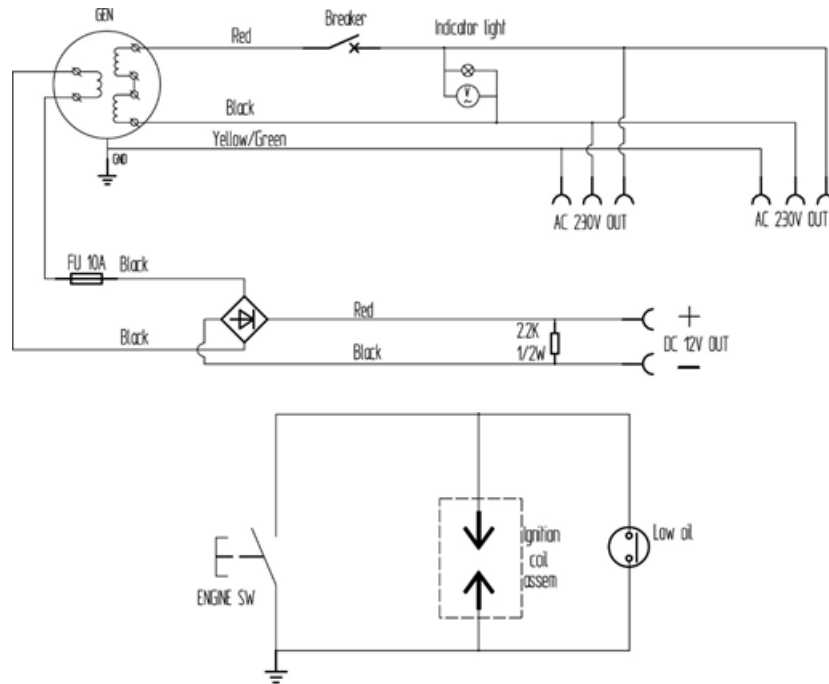 GEN
Breaker
Red
Indicator light
V
~
Black
Yellow/Green
GND
AC 230V OUT
AC 230V OUT
FU 10A
Black
Red
+
2.2K
1/2W
DC 12V OUT
Black
Black
−
Ignition
coil
assem
Low oil
ENGINE SW